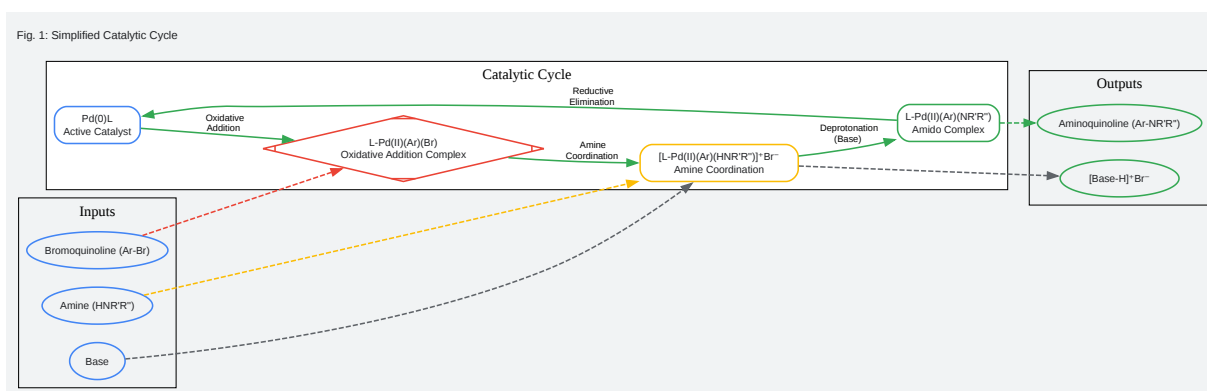 Fig. 1: Simplified Catalytic Cycle
Catalytic Cycle
Pd(0)L
Active Catalyst
Oxidative
Addition
L-Pd(II)(Ar)(Br)
Oxidative Addition Complex
Amine
Coordination
[L-Pd(II)(Ar)(HNR'R'')]⁺Br⁻
Amine Coordination
Deprotonation
(Base)
L-Pd(II)(Ar)(NR'R'')
Amido Complex
Reductive
Elimination
Outputs
Aminoquinoline (Ar-NR'R'')
[Base-H]⁺Br⁻
Inputs
Bromoquinoline (Ar-Br)
Amine (HNR'R'')
Base